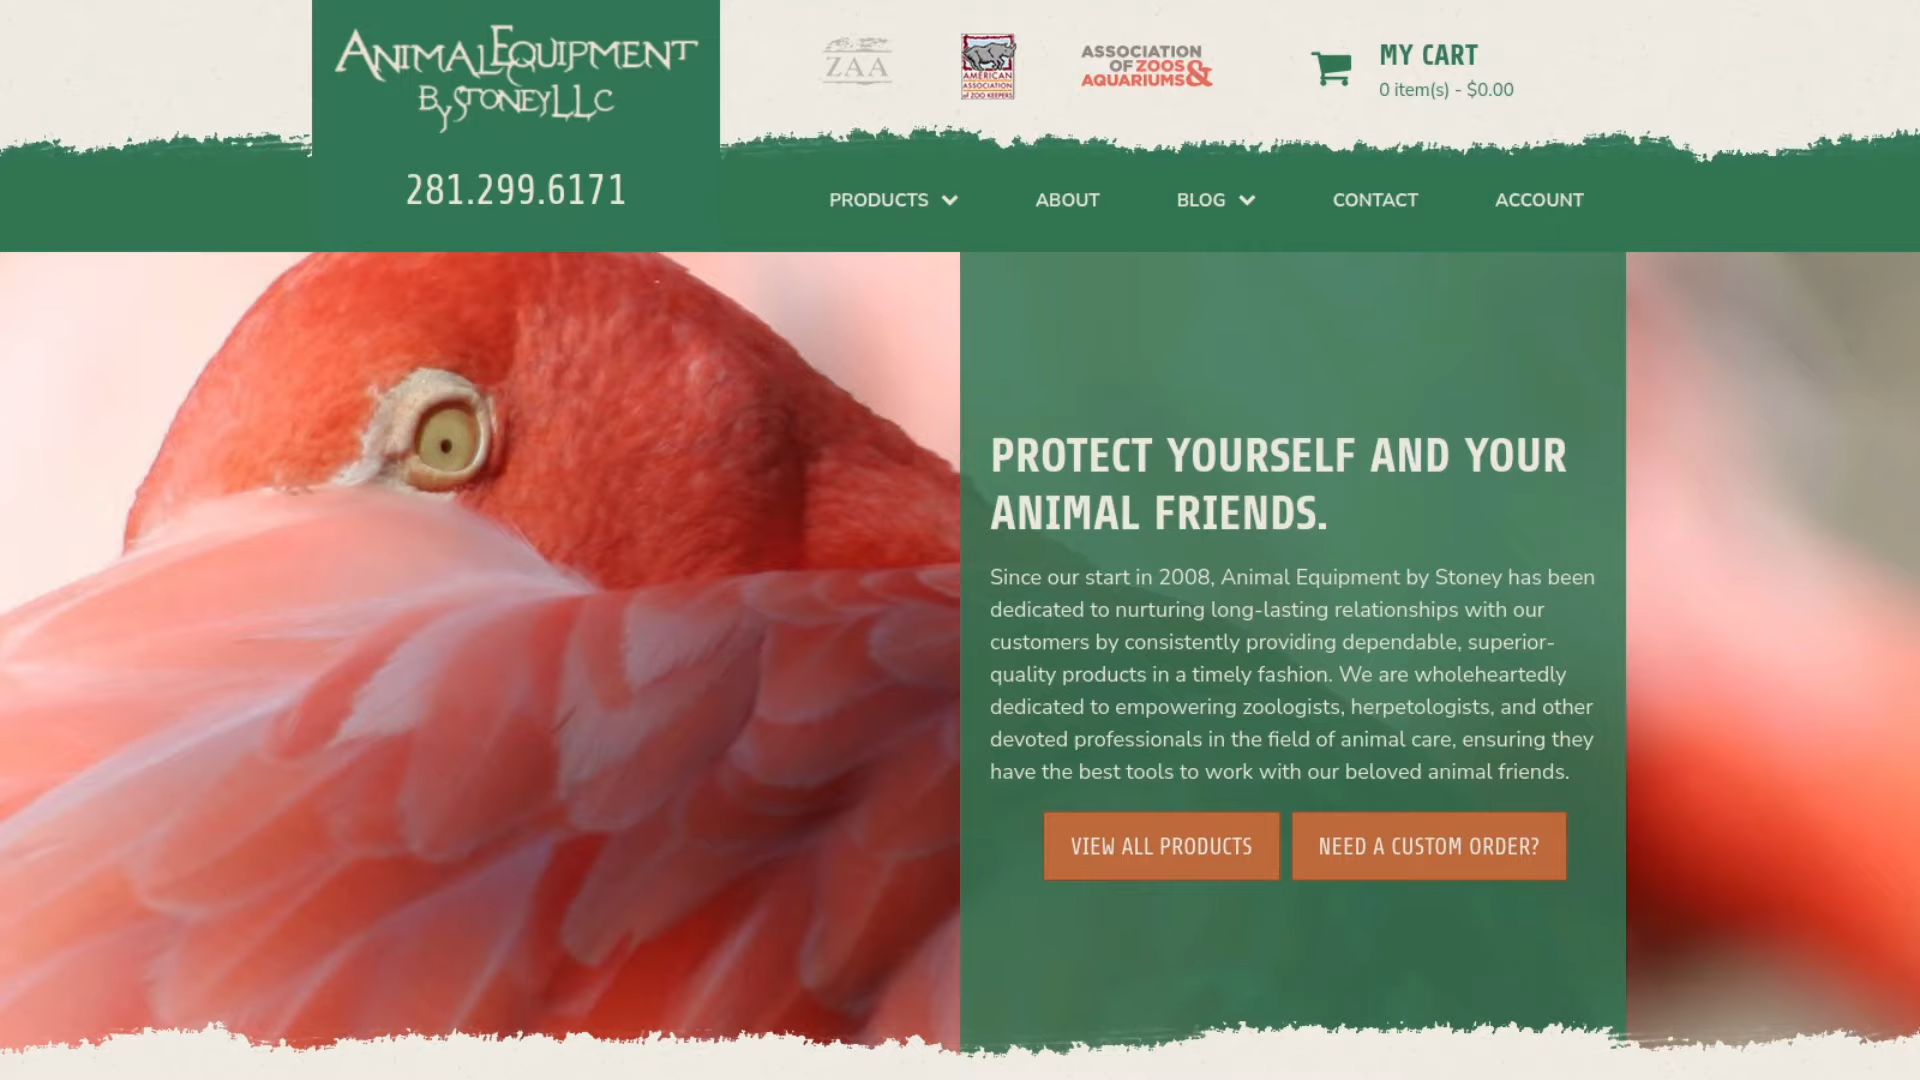 ANIMAL EQUIPMENT
BY STONEY LLC
281.299.6171
ZAA
AMERICAN
ASSOCIATION
of ZOO KEEPERS
ASSOCIATION
OF ZOOS
AQUARIUMS&
MY CART
0 item(s) - $0.00
PRODUCTS
ABOUT
BLOG
CONTACT
ACCOUNT
PROTECT YOURSELF AND YOUR
ANIMAL FRIENDS.
Since our start in 2008, Animal Equipment by Stoney has been
dedicated to nurturing long-lasting relationships with our
customers by consistently providing dependable, superior-
quality products in a timely fashion. We are wholeheartedly
dedicated to empowering zoologists, herpetologists, and other
devoted professionals in the field of animal care, ensuring they
have the best tools to work with our beloved animal friends.
VIEW ALL PRODUCTS
NEED A CUSTOM ORDER?